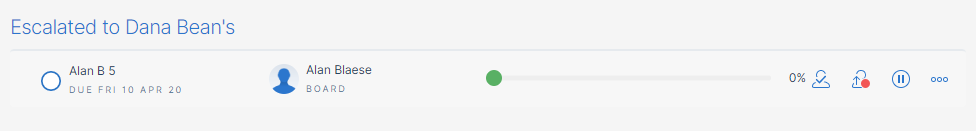 Escalated to Dana Bean's
Alan B 5
DUE FRI 10 APR 20
Alan Blaese
BOARD
0%